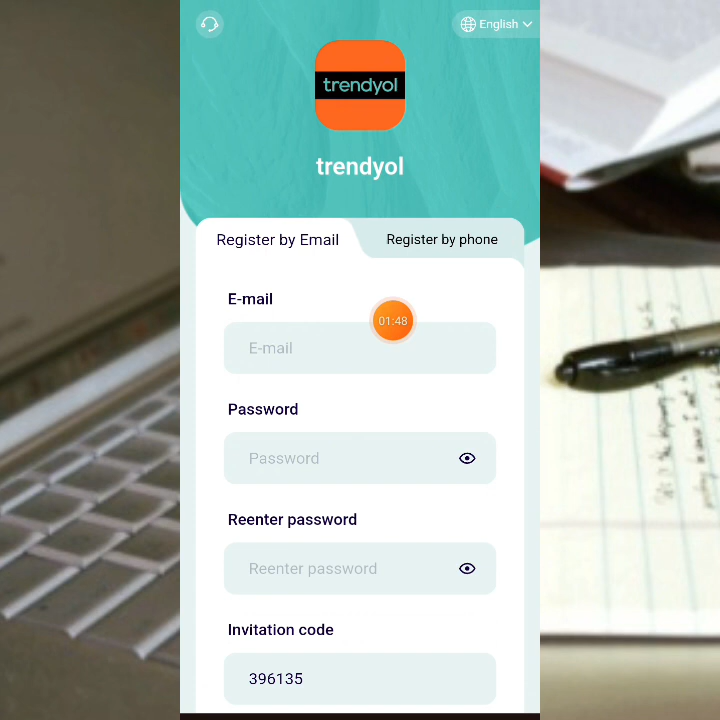 English
trendyol
trendyol
Register by Email
Register by phone
E-mail
01:48
E-mail
Password
Password
Reenter password
Reenter password
Invitation code
396135